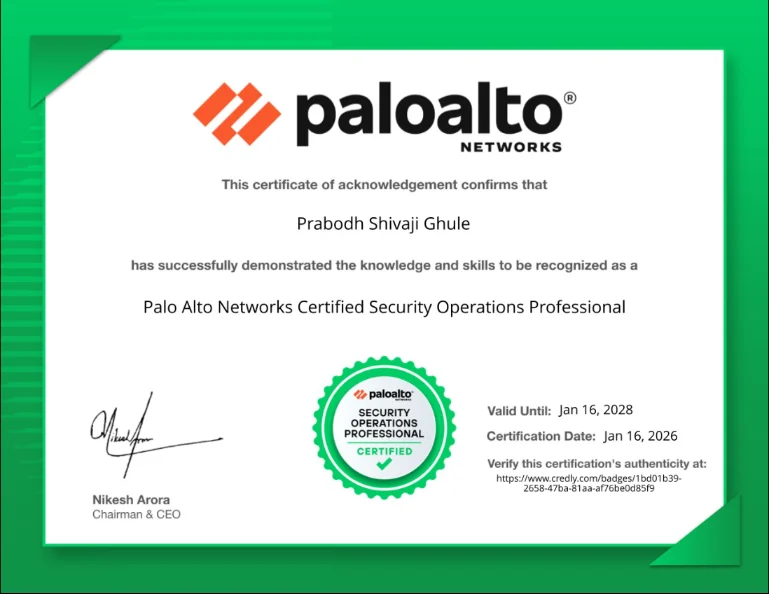 paloalto®
NETWORKS
This certificate of acknowledgement confirms that
Prabodh Shivaji Ghule
has successfully demonstrated the knowledge and skills to be recognized as a
Palo Alto Networks Certified Security Operations Professional
Nikesh Arora
Nikesh Arora
Chairman & CEO
paloalto
NETWORKS
SECURITY
OPERATIONS
PROFESSIONAL
CERTIFIED
Valid Until: Jan 16, 2028
Certification Date: Jan 16, 2026
Verify this certification's authenticity at:
https://www.credly.com/badges/1bd01b39-
2658-47ba-81aa-af76be0d85f9